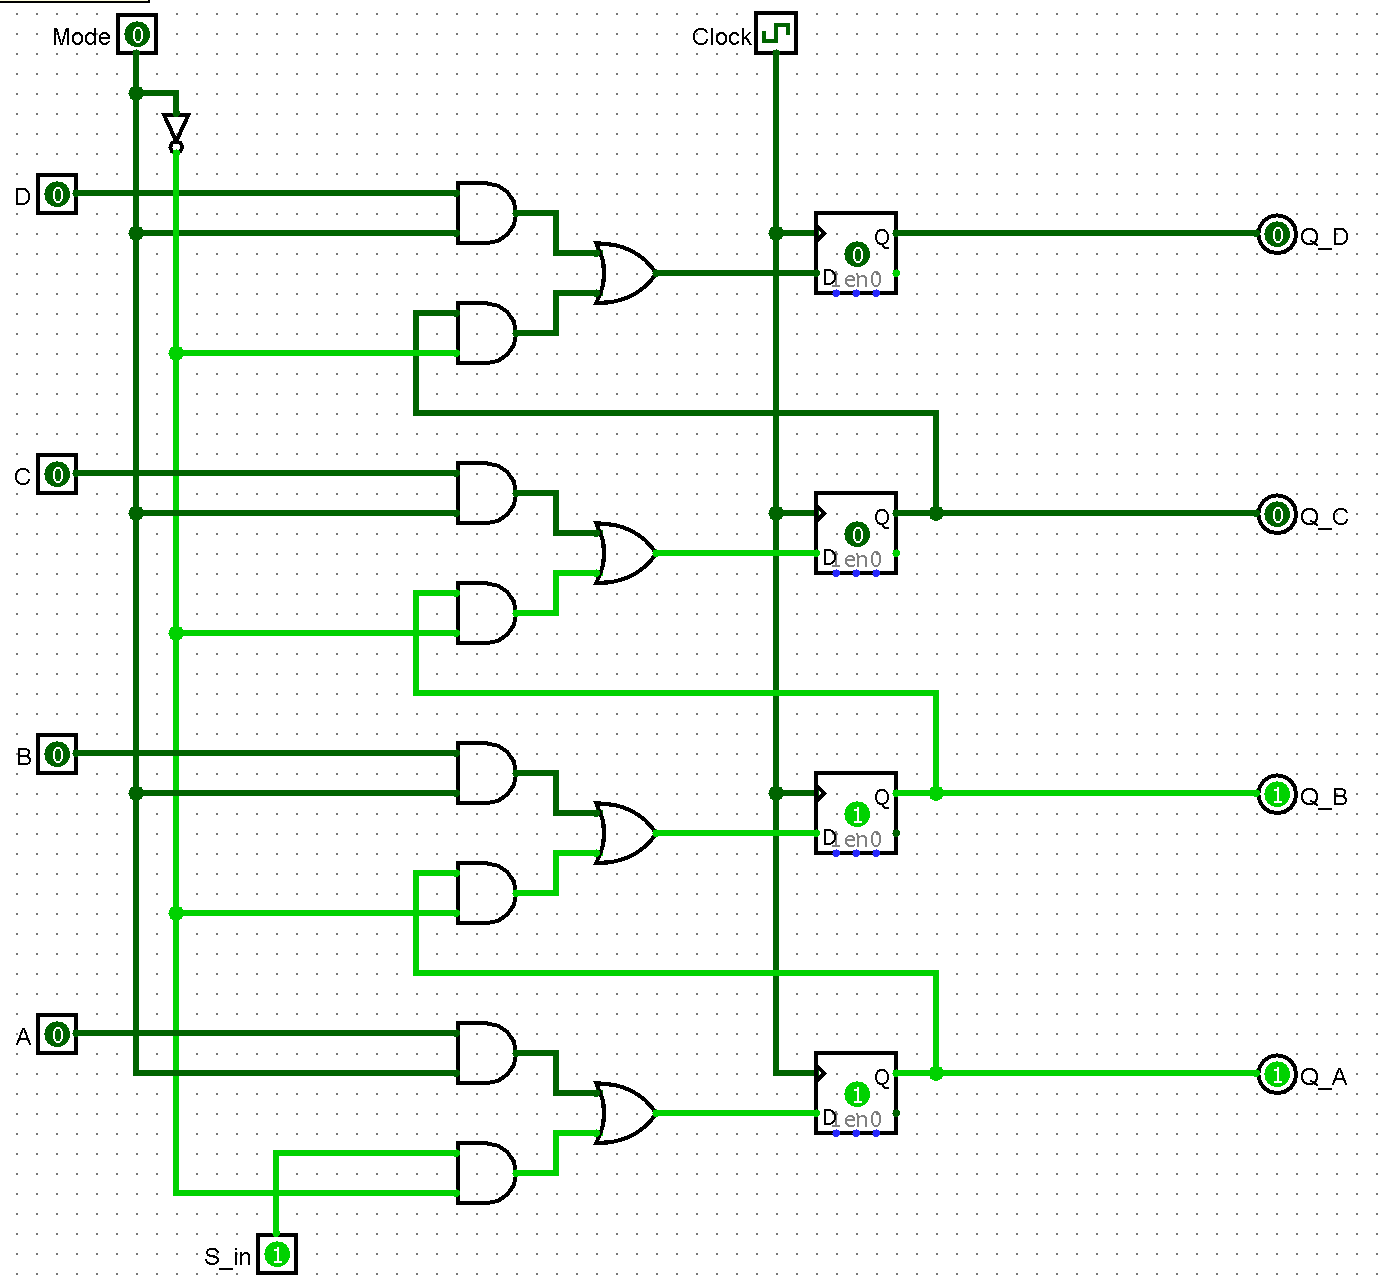 Mode 0 Clock
D 0
Q
0
D 1 en 0
0 Q_D
C 0
Q
0
D 1 en 0
0 Q_C
B 0
Q
1
D 1 en 0
1 Q_B
A 0
Q
1
D 1 en 0
1 Q_A
S_in 1